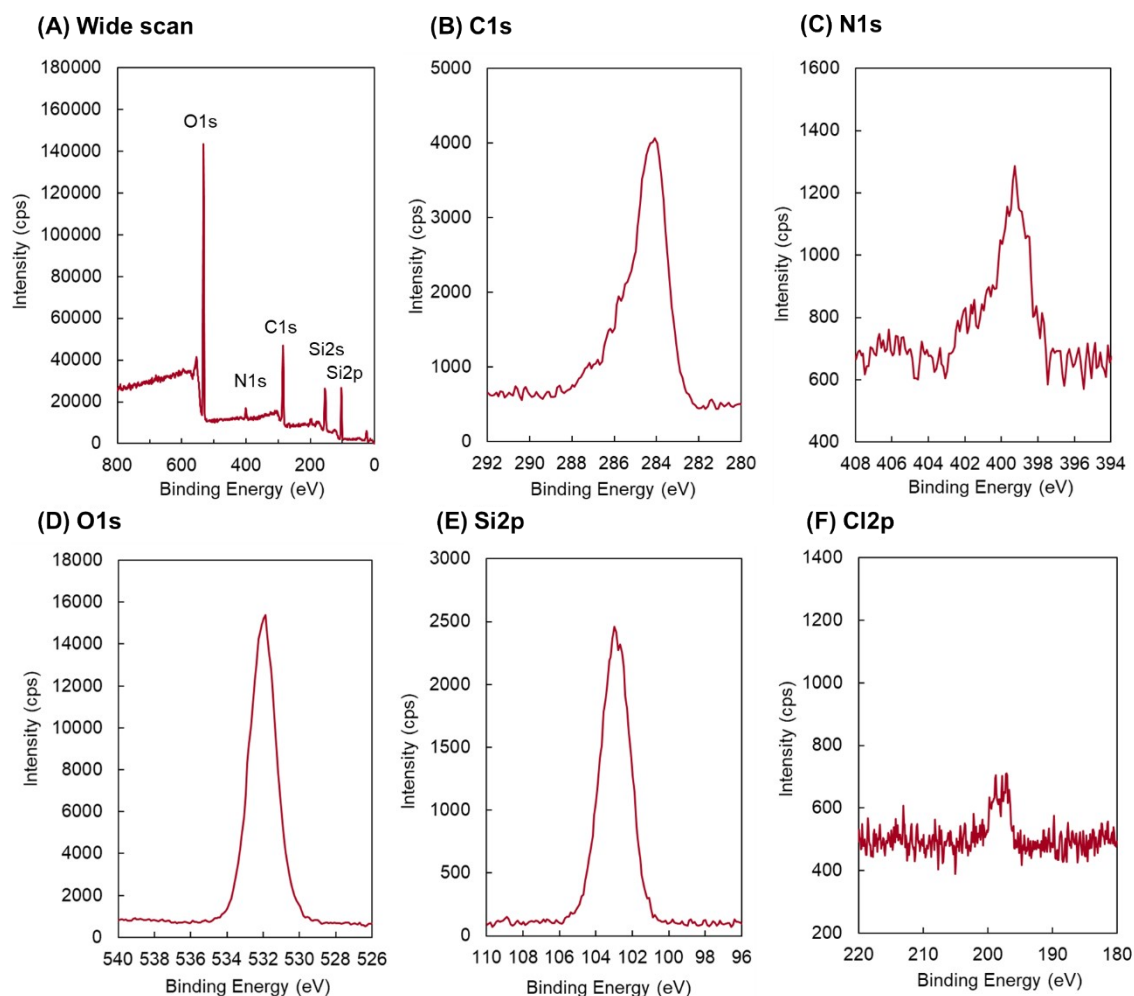 (A) Wide scan
Intensity (cps)
180000
160000
140000
120000
100000
80000
60000
40000
20000
0
O1s
N1s
C1s
Si2s
Si2p
800 600 400 200 0
Binding Energy (eV)
(B) C1s
Intensity (cps)
5000
4000
3000
2000
1000
0
292 290 288 286 284 282 280
Binding Energy (eV)
(C) N1s
Intensity (cps)
1600
1400
1200
1000
800
600
400
408 406 404 402 400 398 396 394
Binding Energy (eV)
(D) O1s
Intensity (cps)
18000
16000
14000
12000
10000
8000
6000
4000
2000
0
540 538 536 534 532 530 528 526
Binding Energy (eV)
(E) Si2p
Intensity (cps)
3000
2500
2000
1500
1000
500
0
110 108 106 104 102 100 98 96
Binding Energy (eV)
(F) Cl2p
Intensity (cps)
1400
1200
1000
800
600
400
200
220 210 200 190 180
Binding Energy (eV)